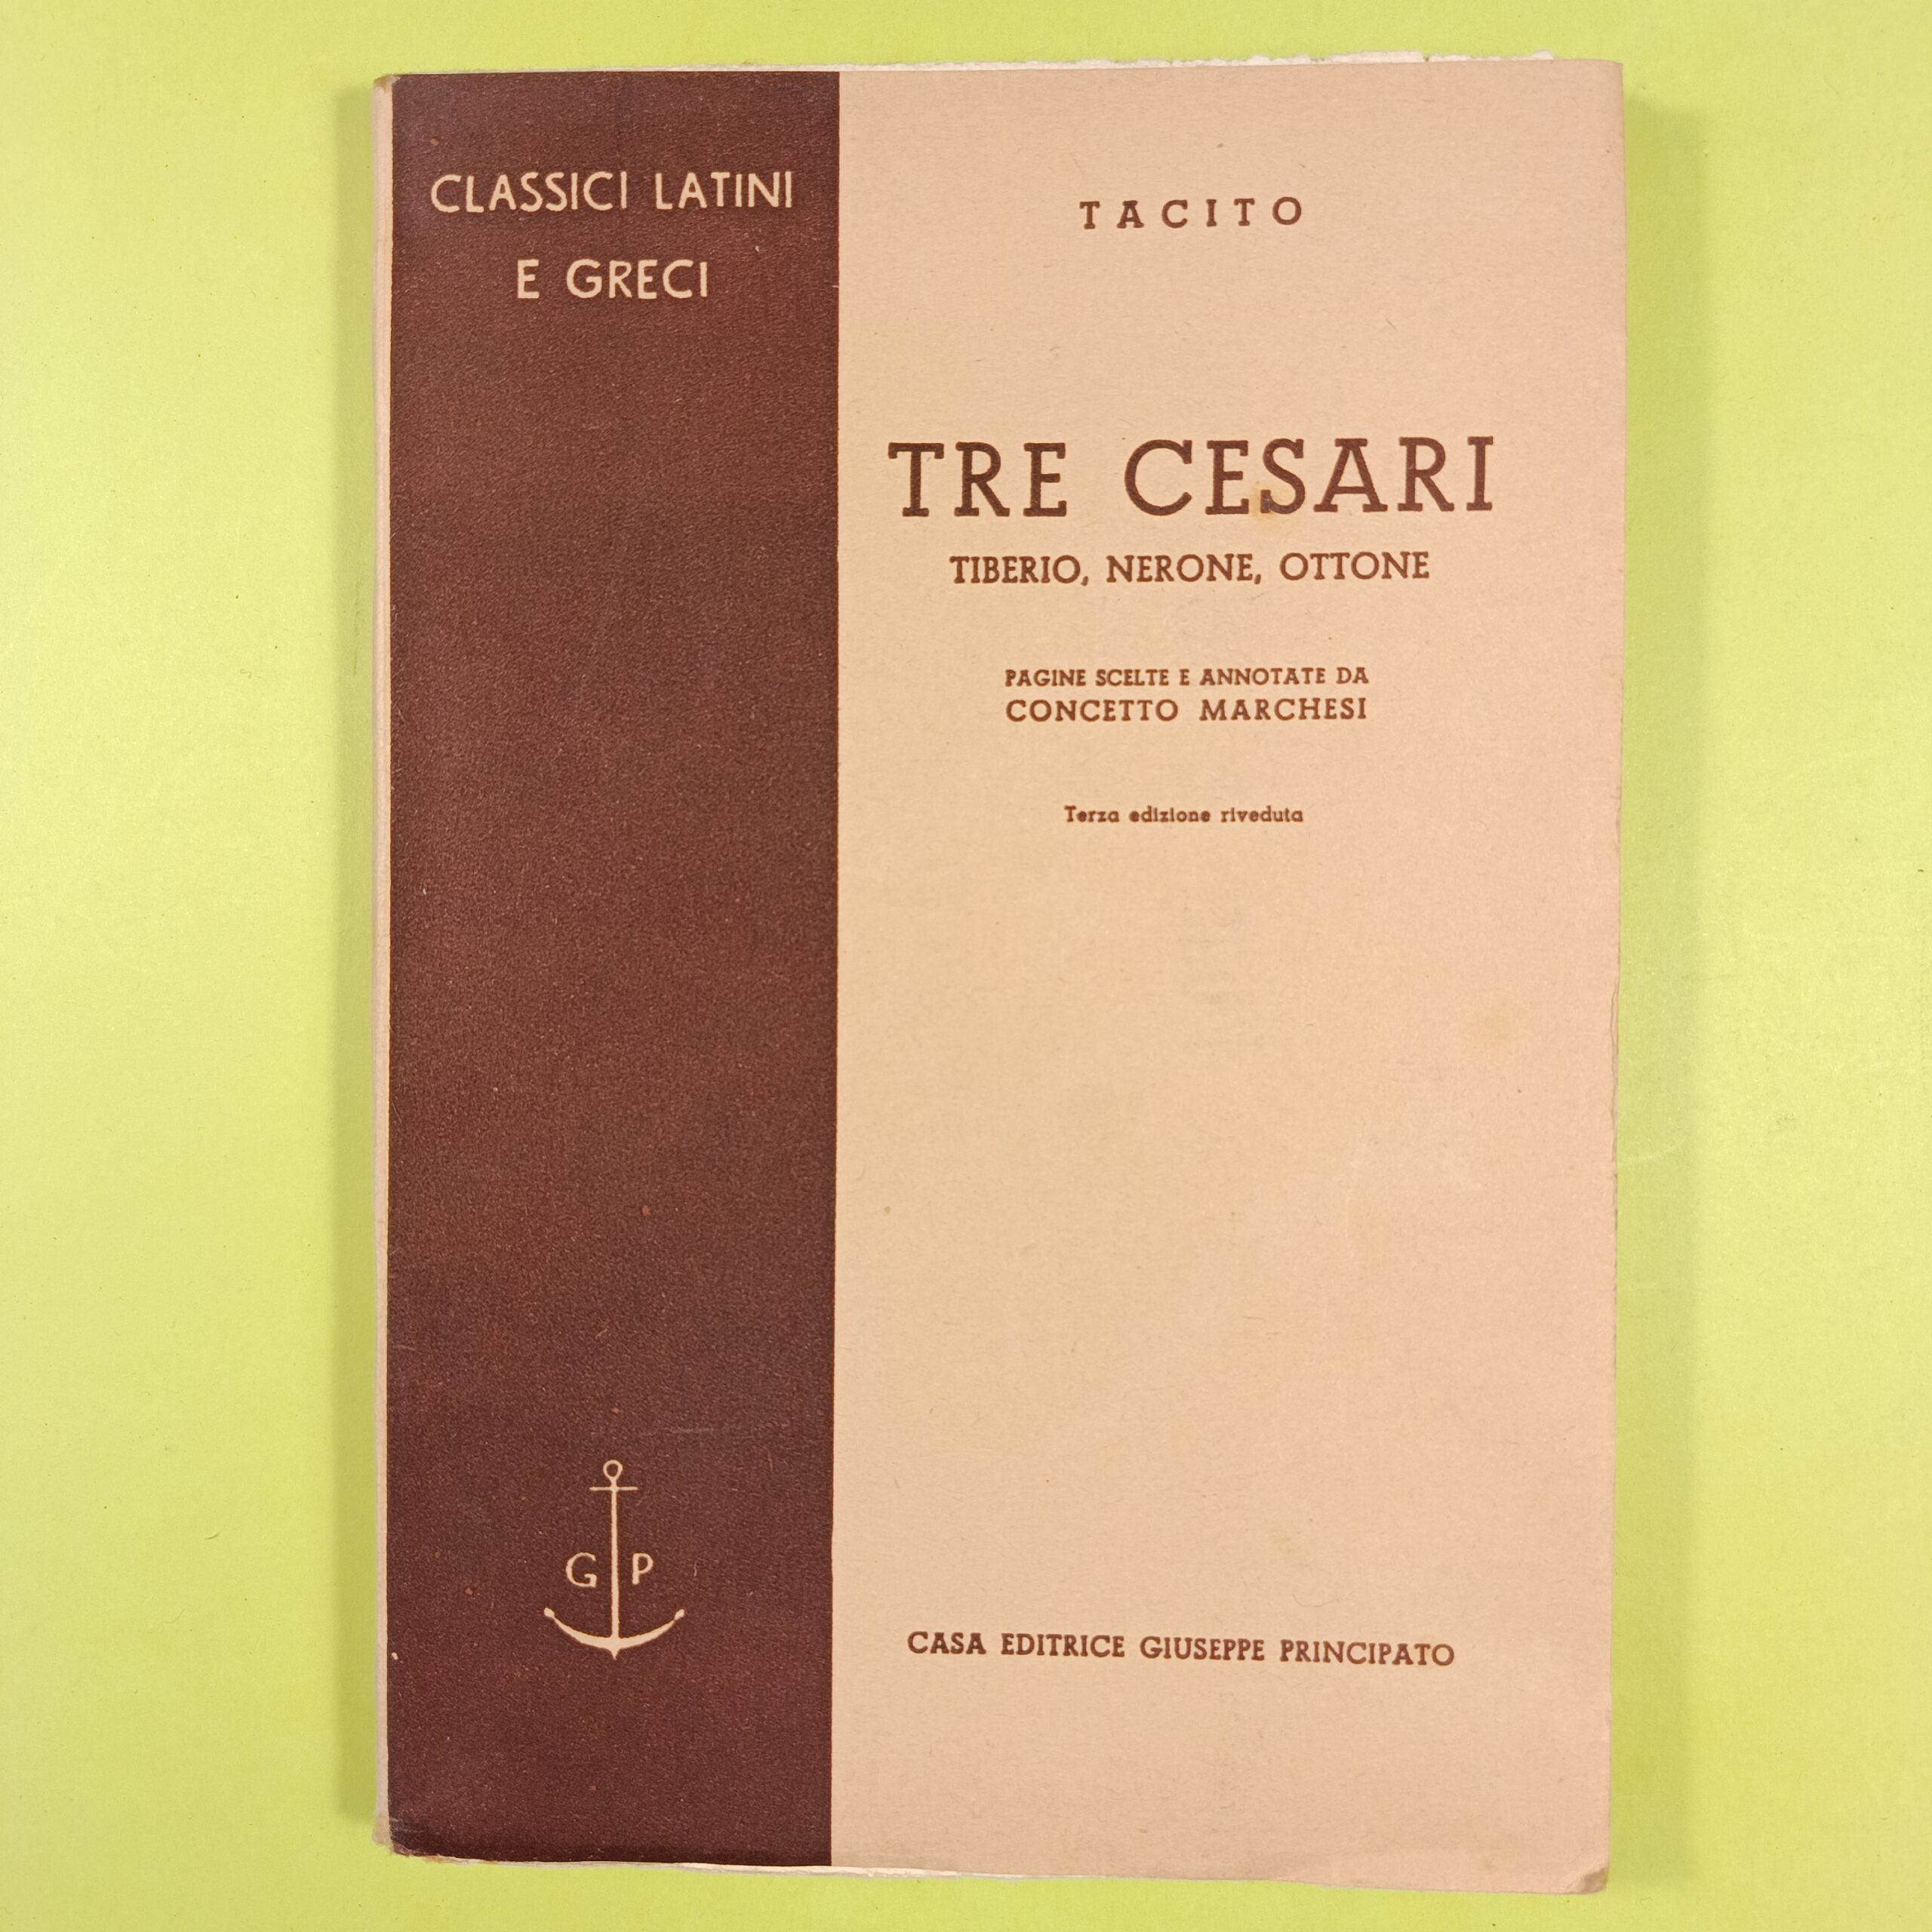 CLASSICI LATINI
E GRECI
TACITO
TRE CESARI
TIBERIO, NERONE, OTTONE
PAGINE SCELTE E ANNOTATE DA
CONCETTO MARCHESI
Terza edizione riveduta
G P
CASA EDITRICE GIUSEPPE PRINCIPATO